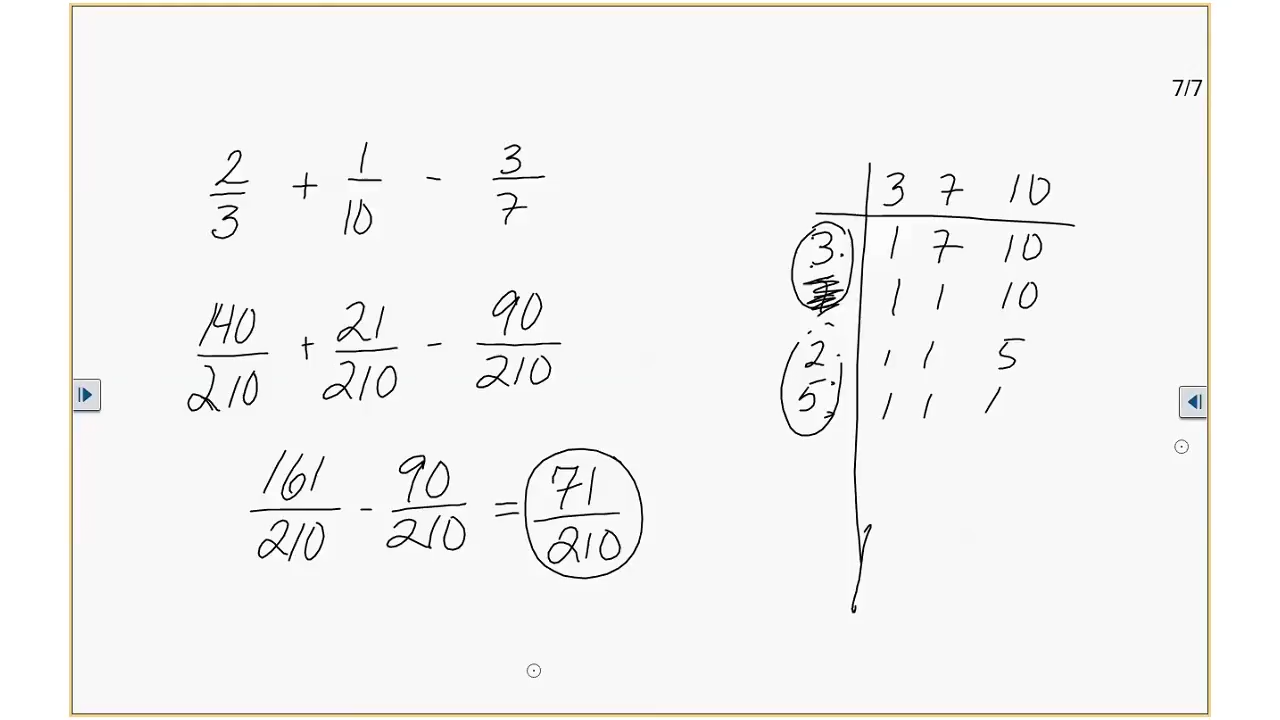 7/7
2/3 + 1/10 - 3/7
140/210 + 21/210 - 90/210
161/210 - 90/210 = 71/210
3 7 10
3 1 7 10
1 1 10
2 1 1 5
5 1 1 1